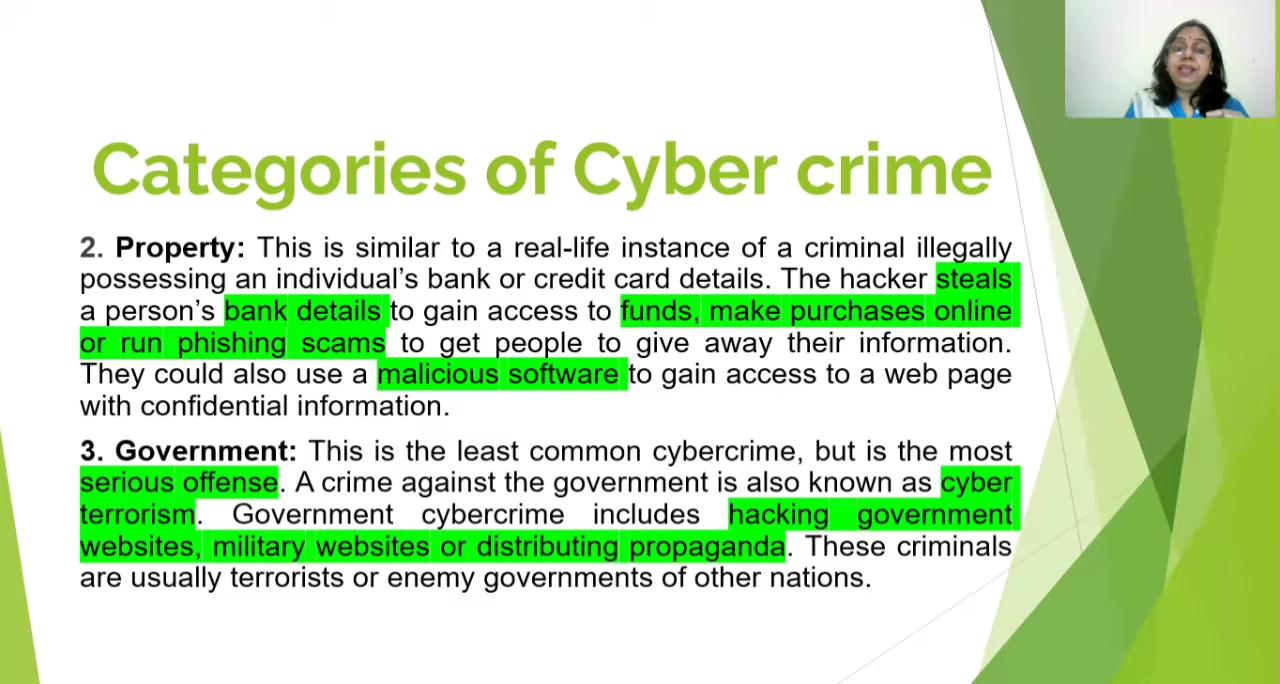 Categories of Cyber crime
2. Property: This is similar to a real-life instance of a criminal illegally
possessing an individual’s bank or credit card details. The hacker steals
a person’s bank details to gain access to funds, make purchases online
or run phishing scams to get people to give away their information.
They could also use a malicious software to gain access to a web page
with confidential information.
3. Government: This is the least common cybercrime, but is the most
serious offense. A crime against the government is also known as cyber
terrorism. Government cybercrime includes hacking government
websites, military websites or distributing propaganda. These criminals
are usually terrorists or enemy governments of other nations.